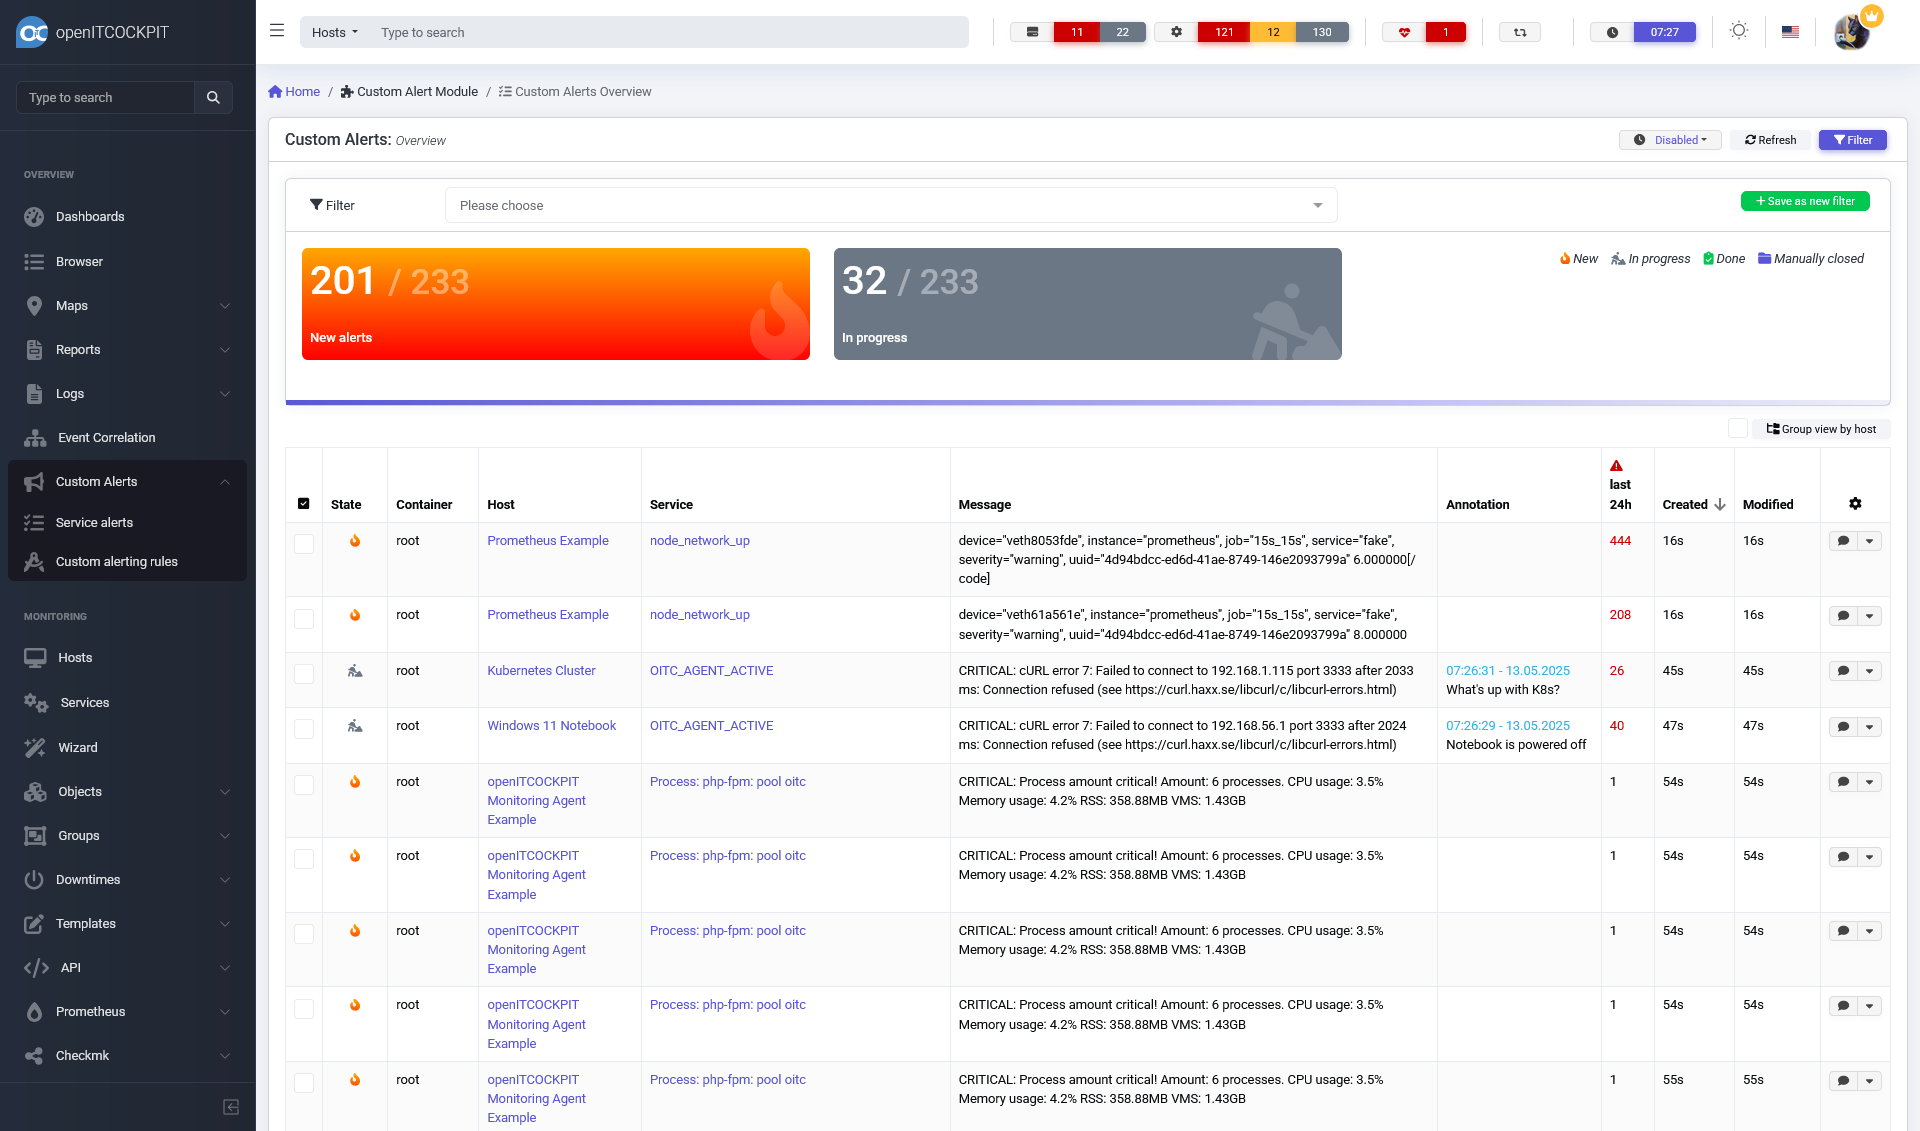 openITCOCKPIT
Hosts Type to search 11 22 121 12 130 1 07:27
Type to search
OVERVIEW
Dashboards
Browser
Maps
Reports
Logs
Event Correlation
Custom Alerts
Service alerts
Custom alerting rules
MONITORING
Hosts
Services
Wizard
Objects
Groups
Downtimes
Templates
API
Prometheus
Checkmk
Home / Custom Alert Module / Custom Alerts Overview
Custom Alerts: Overview Disabled Refresh Filter
Filter Please choose + Save as new filter
201 / 233
New alerts
32 / 233
In progress
New In progress Done Manually closed
Group view by host
State Container Host Service Message Annotation last 24h Created Modified
root Prometheus Example node_network_up device="veth8053fde", instance="prometheus", job="15s_15s", service="fake", 444 16s 16s
severity="warning", uuid="4d94bdcc-ed6d-41ae-8749-146e2093799a" 6.000000[/
code]
root Prometheus Example node_network_up device="veth61a561e", instance="prometheus", job="15s_15s", service="fake", 208 16s 16s
severity="warning", uuid="4d94bdcc-ed6d-41ae-8749-146e2093799a" 8.000000
root Kubernetes Cluster OITC_AGENT_ACTIVE CRITICAL: cURL error 7: Failed to connect to 192.168.1.115 port 3333 after 2033 07:26:31 - 13.05.2025 26 45s 45s
ms: Connection refused (see https://curl.haxx.se/libcurl/c/libcurl-errors.html) What's up with K8s?
root Windows 11 Notebook OITC_AGENT_ACTIVE CRITICAL: cURL error 7: Failed to connect to 192.168.56.1 port 3333 after 2024 07:26:29 - 13.05.2025 40 47s 47s
ms: Connection refused (see https://curl.haxx.se/libcurl/c/libcurl-errors.html) Notebook is powered off
root openITCOCKPIT Process: php-fpm: pool oitc CRITICAL: Process amount critical! Amount: 6 processes. CPU usage: 3.5% 1 54s 54s
Monitoring Agent Memory usage: 4.2% RSS: 358.88MB VMS: 1.43GB
Example
root openITCOCKPIT Process: php-fpm: pool oitc CRITICAL: Process amount critical! Amount: 6 processes. CPU usage: 3.5% 1 54s 54s
Monitoring Agent Memory usage: 4.2% RSS: 358.88MB VMS: 1.43GB
Example
root openITCOCKPIT Process: php-fpm: pool oitc CRITICAL: Process amount critical! Amount: 6 processes. CPU usage: 3.5% 1 54s 54s
Monitoring Agent Memory usage: 4.2% RSS: 358.88MB VMS: 1.43GB
Example
root openITCOCKPIT Process: php-fpm: pool oitc CRITICAL: Process amount critical! Amount: 6 processes. CPU usage: 3.5% 1 54s 54s
Monitoring Agent Memory usage: 4.2% RSS: 358.88MB VMS: 1.43GB
Example
root openITCOCKPIT Process: php-fpm: pool oitc CRITICAL: Process amount critical! Amount: 6 processes. CPU usage: 3.5% 1 55s 55s
Monitoring Agent Memory usage: 4.2% RSS: 358.88MB VMS: 1.43GB
Example